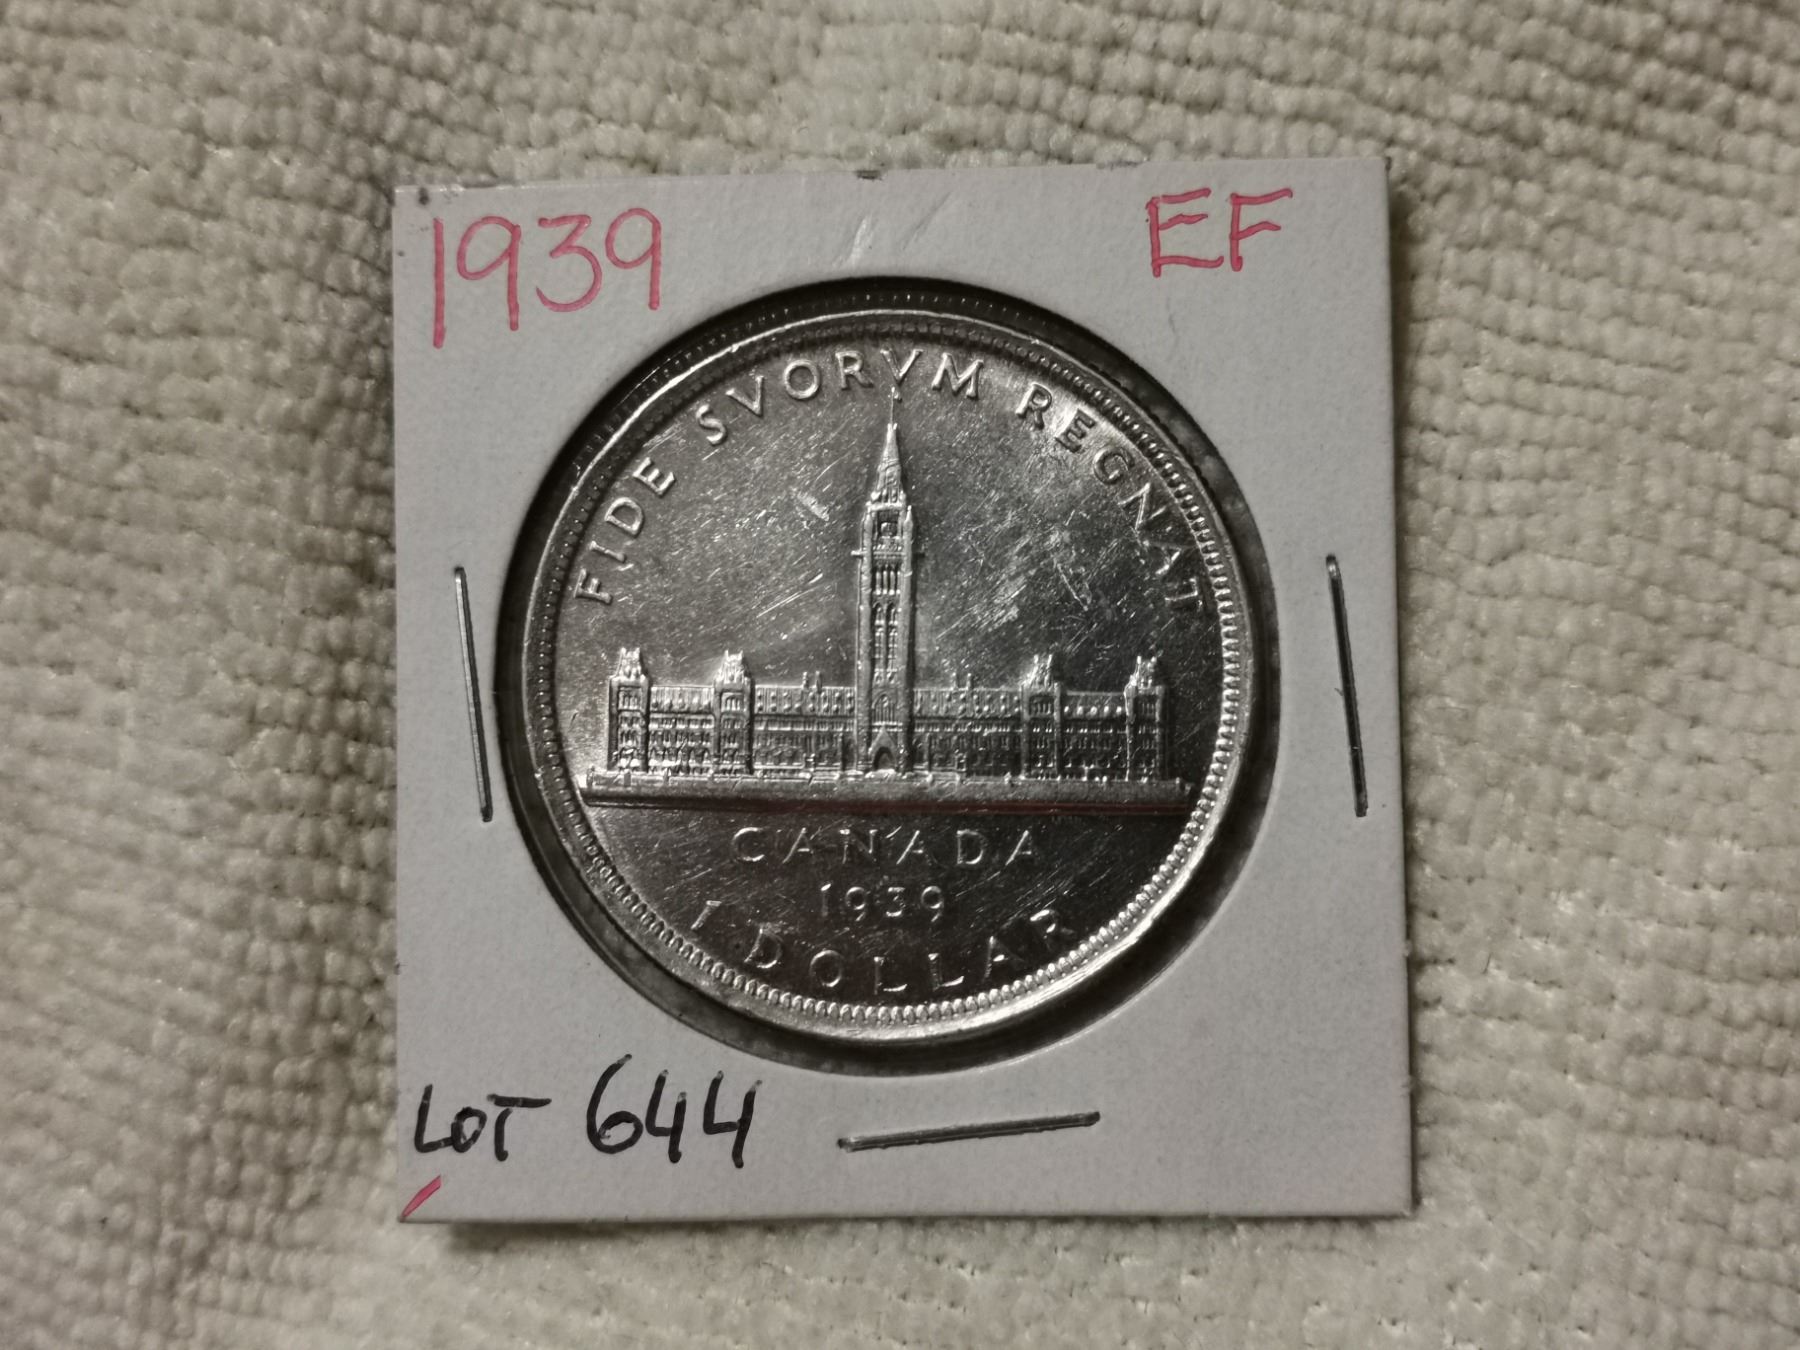 1939 EF
FIDE SVORVM REGNAT
CANADA
1939
1 DOLLAR
LOT 644